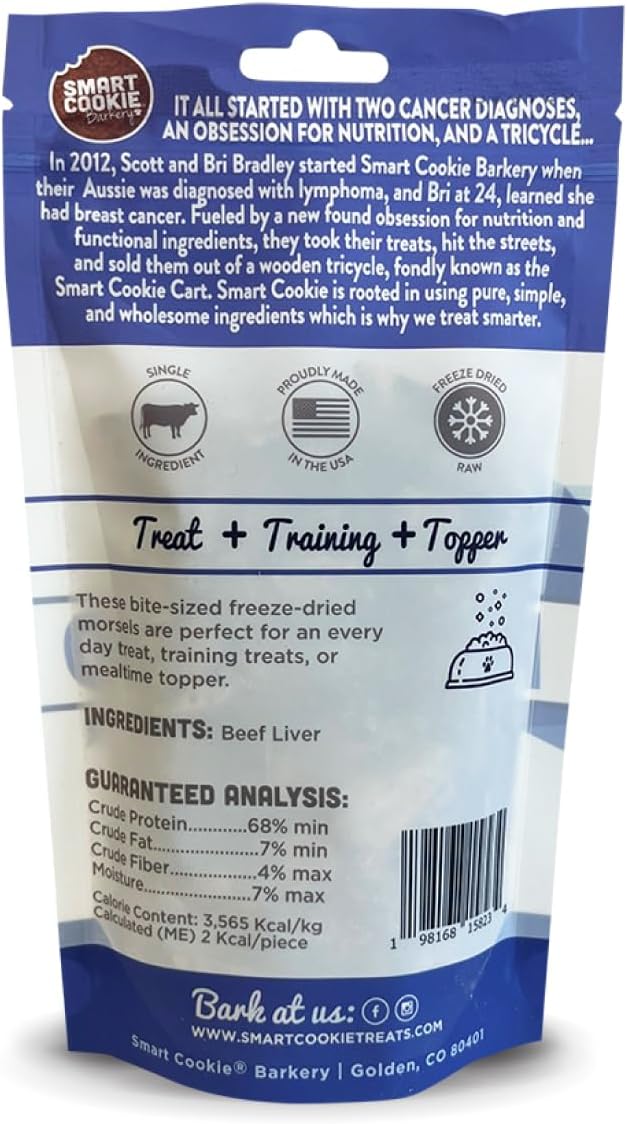 SMART
COOKIE
Barkery
IT ALL STARTED WITH TWO CANCER DIAGNOSES,
AN OBSESSION FOR NUTRITION, AND A TRICYCLE...
In 2012, Scott and Bri Bradley started Smart Cookie Barkery when
their Aussie was diagnosed with lymphoma, and Bri at 24, learned she
had breast cancer. Fueled by a new found obsession for nutrition and
functional ingredients, they took their treats, hit the streets,
and sold them out of a wooden tricycle, fondly known as the
Smart Cookie Cart. Smart Cookie is rooted in using pure, simple,
and wholesome ingredients which is why we treat smarter.
SINGLE
INGREDIENT
PROUDLY MADE
IN THE USA
FREEZE DRIED
RAW
Treat + Training + Topper
These bite-sized freeze-dried
morsels are perfect for an every
day treat, training treats, or
mealtime topper.
INGREDIENTS: Beef Liver
GUARANTEED ANALYSIS:
Crude Protein............68% min
Crude Fat.....................7% min
Crude Fiber.................4% max
Moisture......................7% max
Calorie Content: 3,565 Kcal/kg
Calculated (ME) 2 Kcal/piece
1 98168 15823 4
Bark at us:
WWW.SMARTCOOKIETREATS.COM
Smart Cookie® Barkery | Golden, CO 80401